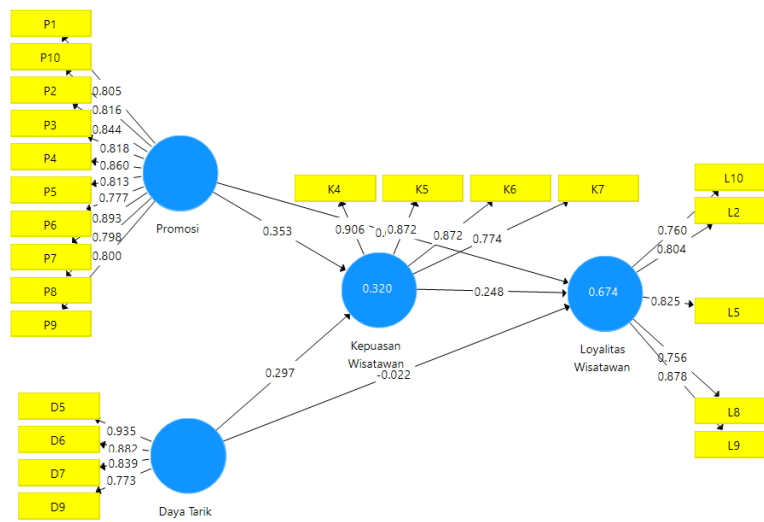 P1
P10
P2
P3
P4
P5
P6
P7
P8
P9
0.805
0.816
0.844
0.818
0.860
0.813
0.777
0.893
0.798
0.800
Promosi
K4
K5
K6
K7
0.906
0.872
0.872
0.774
0.353
0.320
Kepuasan
Wisatawan
0.248
0.297
-0.022
L10
L2
L5
L8
L9
0.760
0.804
0.825
0.756
0.878
0.674
Loyalitas
Wisatawan
D5
D6
D7
D9
0.935
0.882
0.839
0.773
Daya Tarik